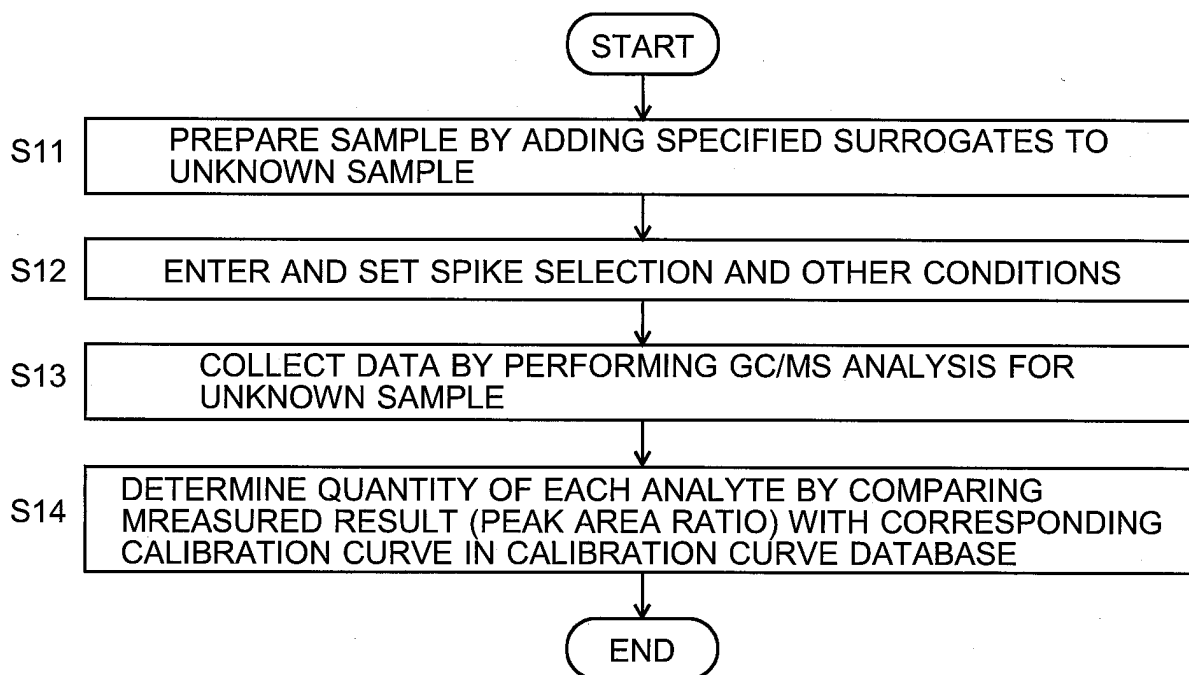 START
S11
PREPARE SAMPLE BY ADDING SPECIFIED SURROGATES TO
UNKNOWN SAMPLE
S12
ENTER AND SET SPIKE SELECTION AND OTHER CONDITIONS
S13
COLLECT DATA BY PERFORMING GC/MS ANALYSIS FOR
UNKNOWN SAMPLE
S14
DETERMINE QUANTITY OF EACH ANALYTE BY COMPARING
MREASURED RESULT (PEAK AREA RATIO) WITH CORRESPONDING
CALIBRATION CURVE IN CALIBRATION CURVE DATABASE
END